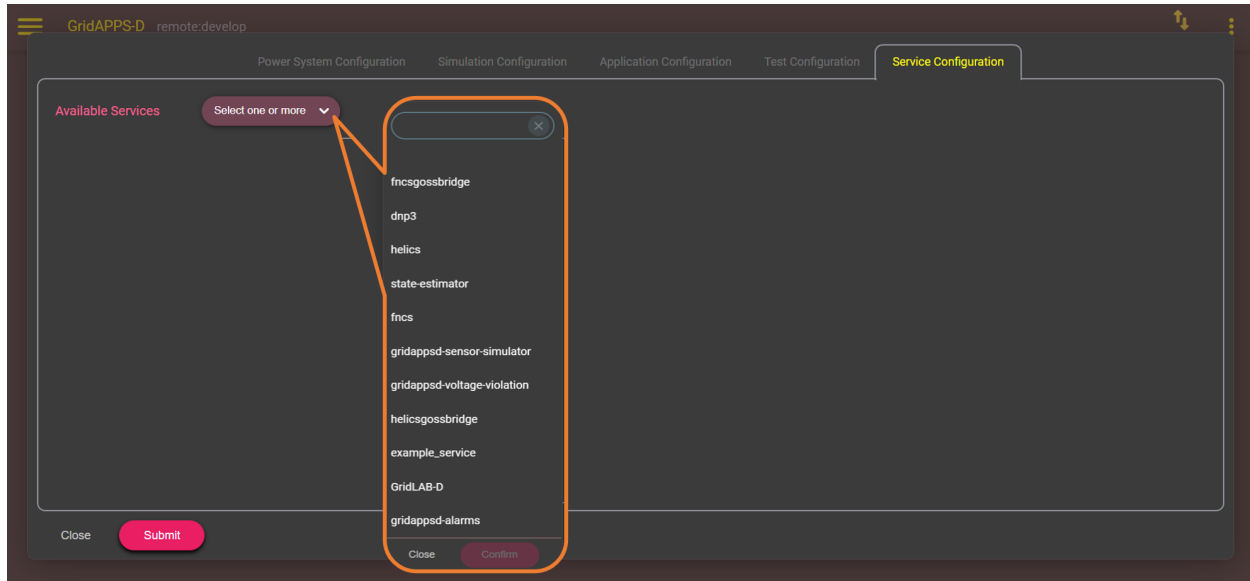 GridAPPS-D remote:develop
Power System Configuration Simulation Configuration Application Configuration Test Configuration Service Configuration
Available Services Select one or more
fncsgossbridge
dnp3
helics
state-estimator
fncs
gridappsd-sensor-simulator
gridappsd-voltage-violation
helicsgossbridge
example_service
GridLAB-D
gridappsd-alarms
Close Submit
Close Confirm